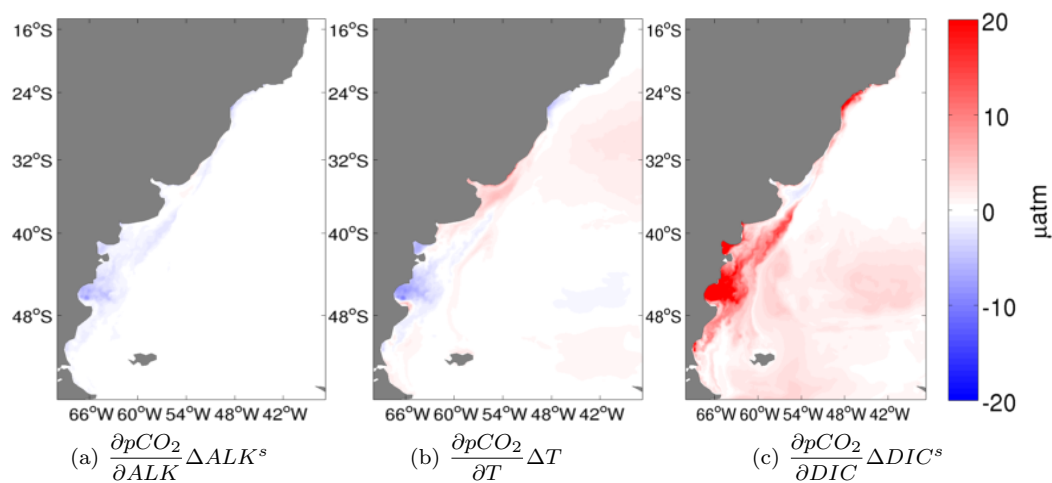 16°S
24°S
32°S
40°S
48°S
66°W 60°W 54°W 48°W 42°W
16°S
24°S
32°S
40°S
48°S
66°W 60°W 54°W 48°W 42°W
16°S
24°S
32°S
40°S
48°S
66°W 60°W 54°W 48°W 42°W
20
10
0
-10
-20
µatm
(a) ∂pCO₂/∂ALK ΔALKˢ
(b) ∂pCO₂/∂T ΔT
(c) ∂pCO₂/∂DIC ΔDICˢ